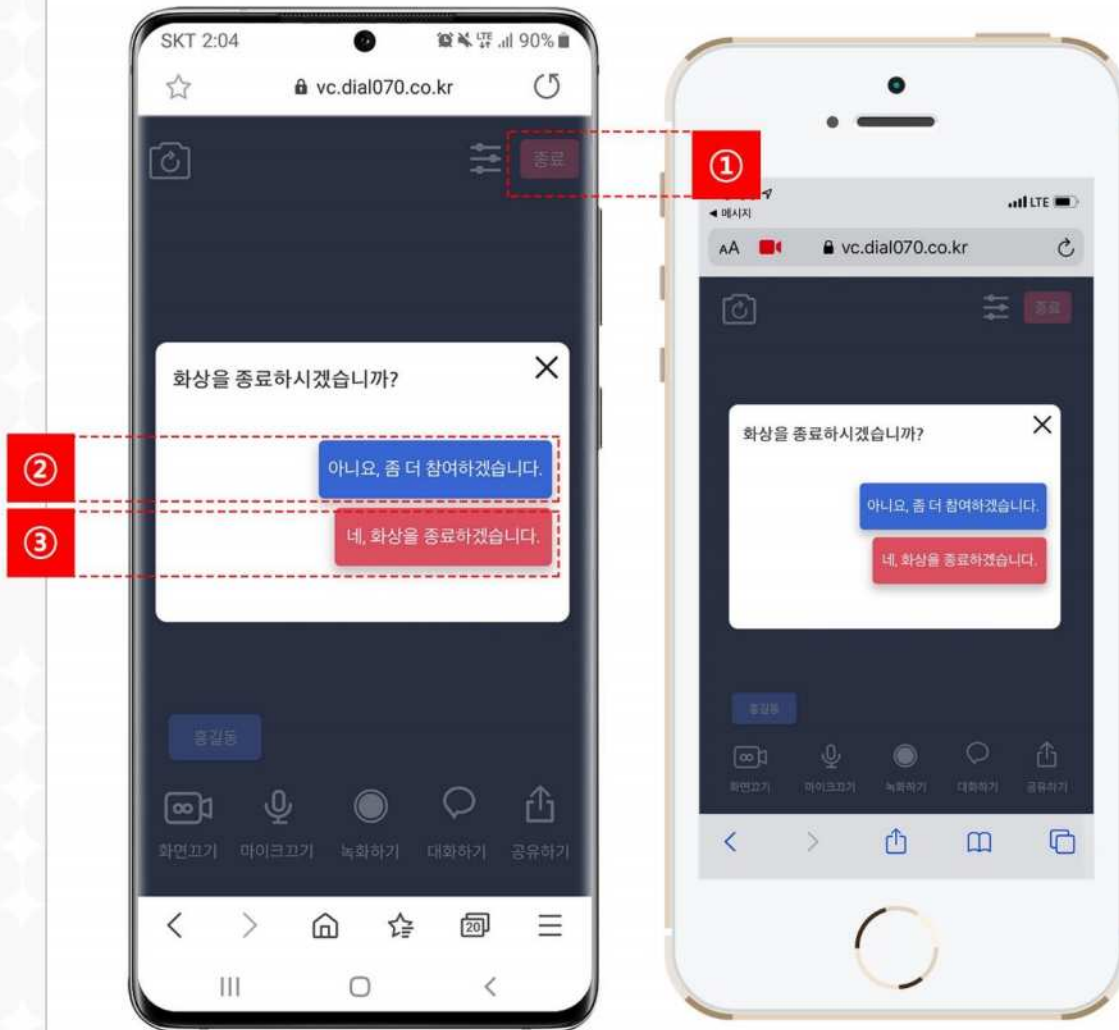 SKT 2:04
LTE
90%
vc.dial070.co.kr
종료
①
화상을 종료하시겠습니까?
②
아니요, 좀 더 참여하겠습니다.
③
네, 화상을 종료하겠습니다.
홍길동
화면끄기 마이크끄기 녹화하기 대화하기 공유하기
20
메시지
LTE
AA
vc.dial070.co.kr
종료
화상을 종료하시겠습니까?
아니요, 좀 더 참여하겠습니다.
네, 화상을 종료하겠습니다.
홍길동
화면끄기 마이크끄기 녹화하기 대화하기 공유하기